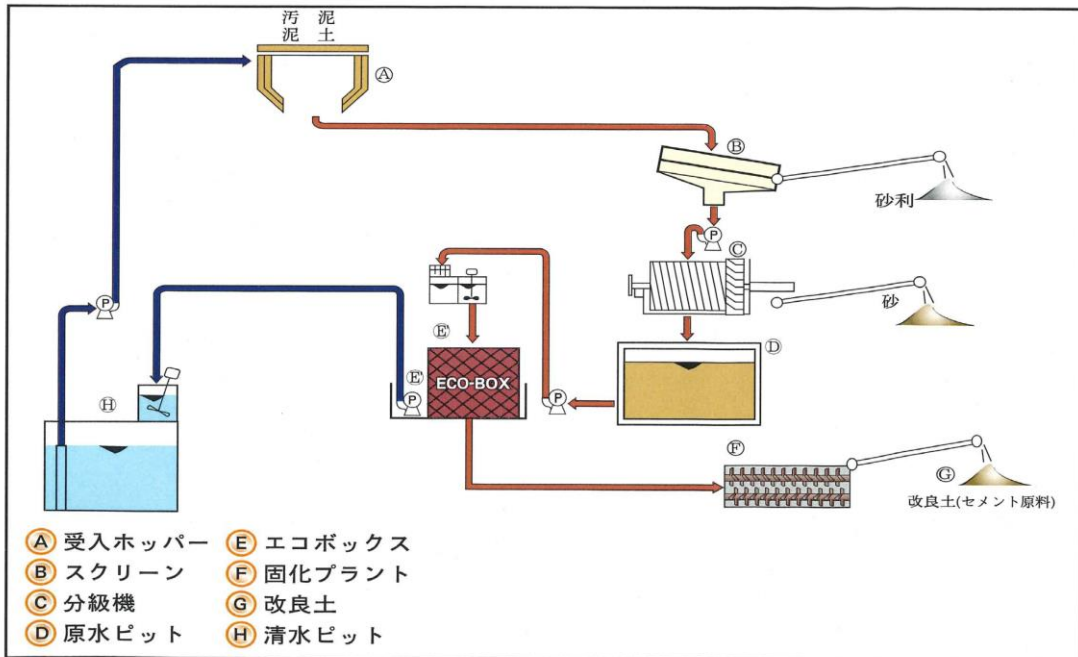 汚泥 泥土
Ⓐ
Ⓑ
砂利
P
Ⓒ
砂
P
Ⓔ
Ⓓ
ECO-BOX
Ⓔ
P
P
Ⓗ
Ⓕ
Ⓖ
改良土(セメント原料)
Ⓐ 受入ホッパー
Ⓑ スクリーン
Ⓒ 分級機
Ⓓ 原水ピット
Ⓔ エコボックス
Ⓕ 固化プラント
Ⓖ 改良土
Ⓗ 清水ピット